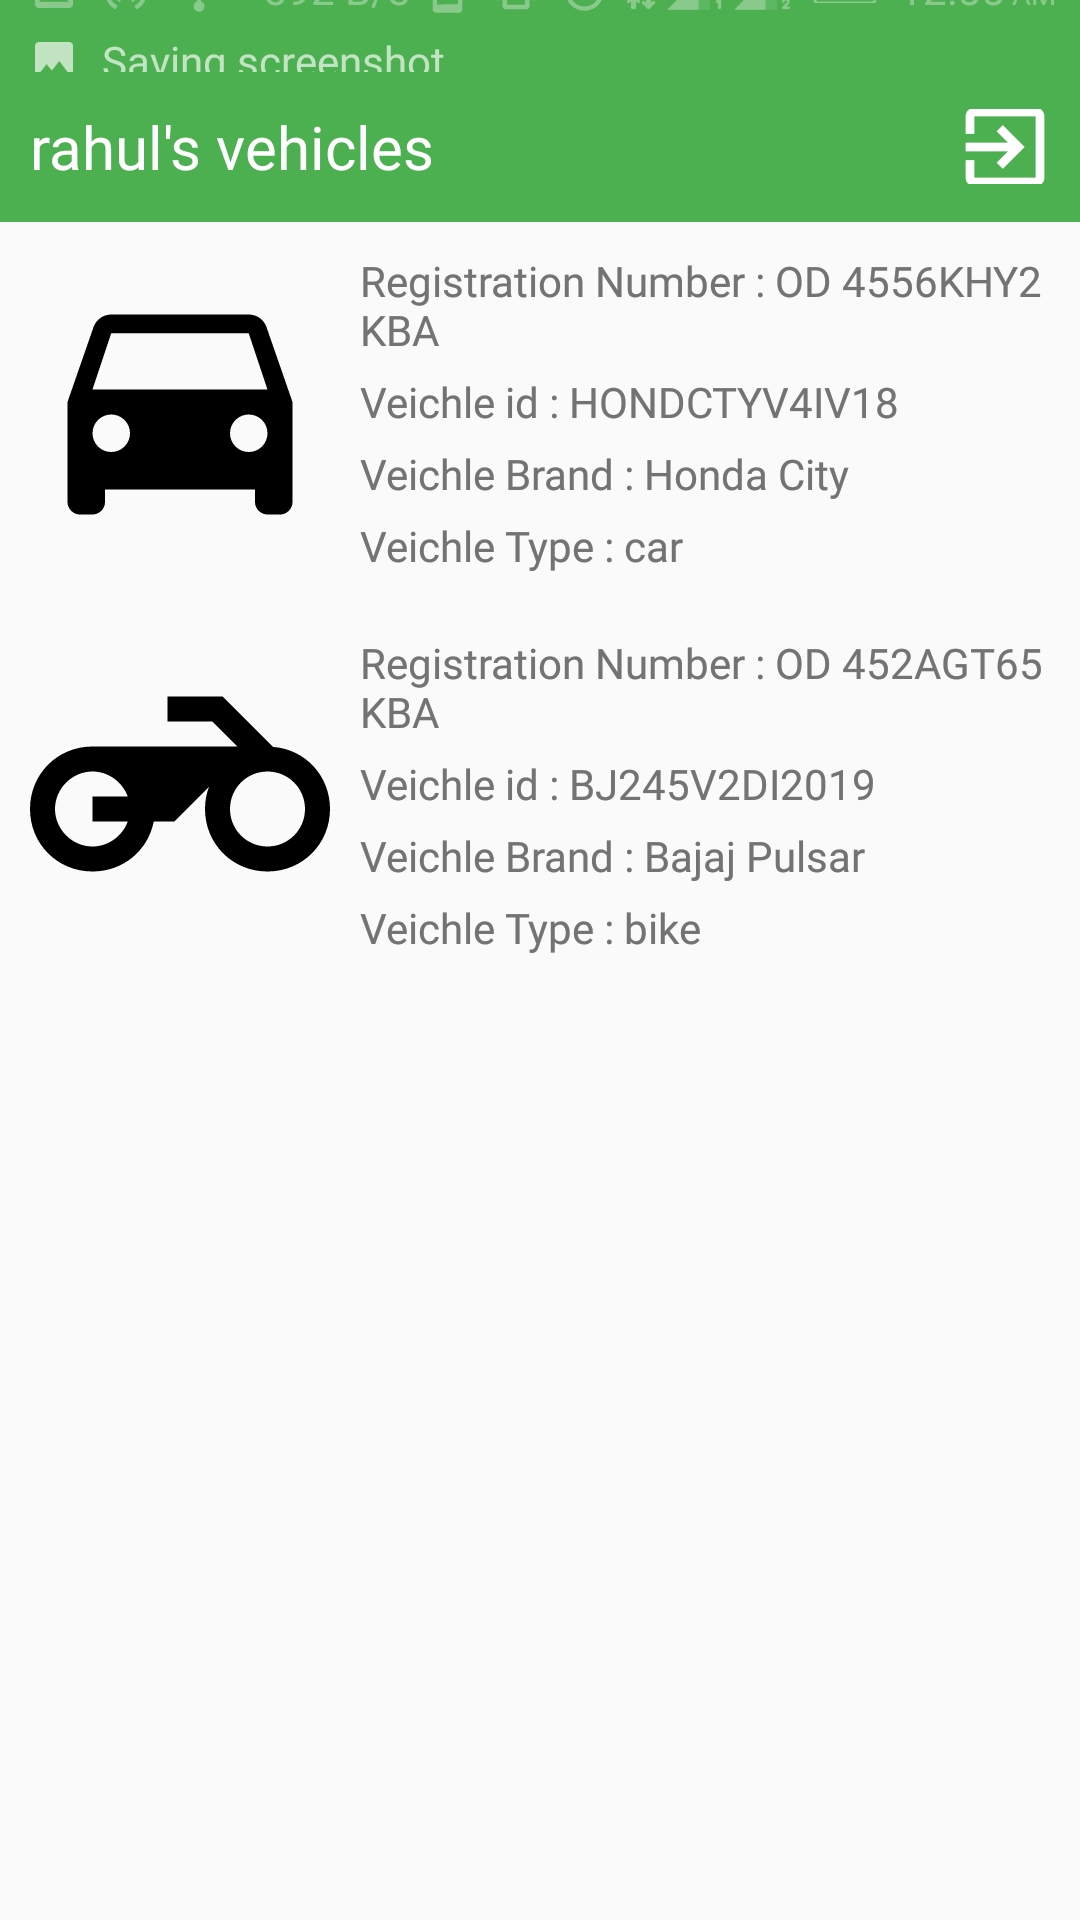 Saving screenshot
rahul's vehicles
Registration Number : OD 4556KHY2
KBA
Veichle id : HONDCTYV4IV18
Veichle Brand : Honda City
Veichle Type : car
Registration Number : OD 452AGT65
KBA
Veichle id : BJ245V2DI2019
Veichle Brand : Bajaj Pulsar
Veichle Type : bike